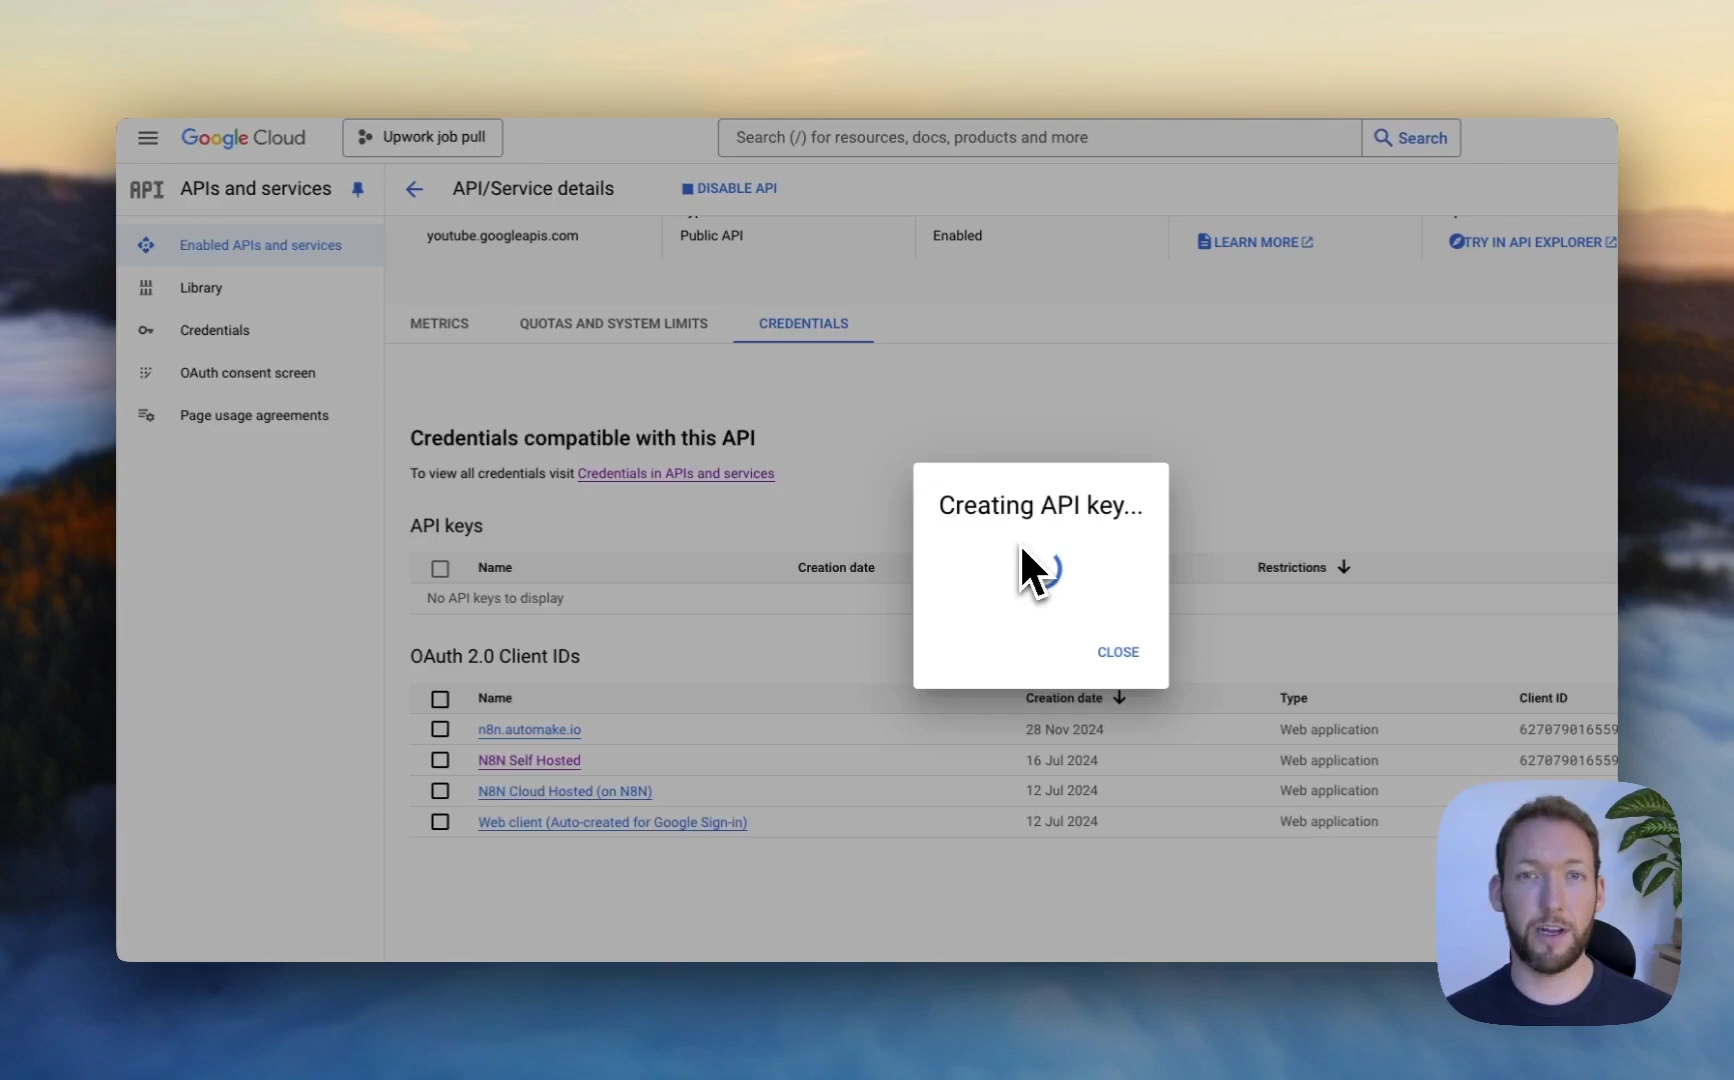 Google Cloud
Upwork job pull
Search (/) for resources, docs, products and more
Search
API
APIs and services
API/Service details
DISABLE API
Enabled APIs and services
Library
Credentials
OAuth consent screen
Page usage agreements
youtube.googleapis.com
Public API
Enabled
LEARN MORE
TRY IN API EXPLORER
METRICS
QUOTAS AND SYSTEM LIMITS
CREDENTIALS
Credentials compatible with this API
To view all credentials visit Credentials in APIs and services
API keys
Name Creation date Restrictions
No API keys to display
Creating API key...
CLOSE
OAuth 2.0 Client IDs
Name Creation date Type Client ID
n8n.automake.io 28 Nov 2024 Web application 627079016559
N8N Self Hosted 16 Jul 2024 Web application 627079016559
N8N Cloud Hosted (on N8N) 12 Jul 2024 Web application
Web client (Auto-created for Google Sign-in) 12 Jul 2024 Web application